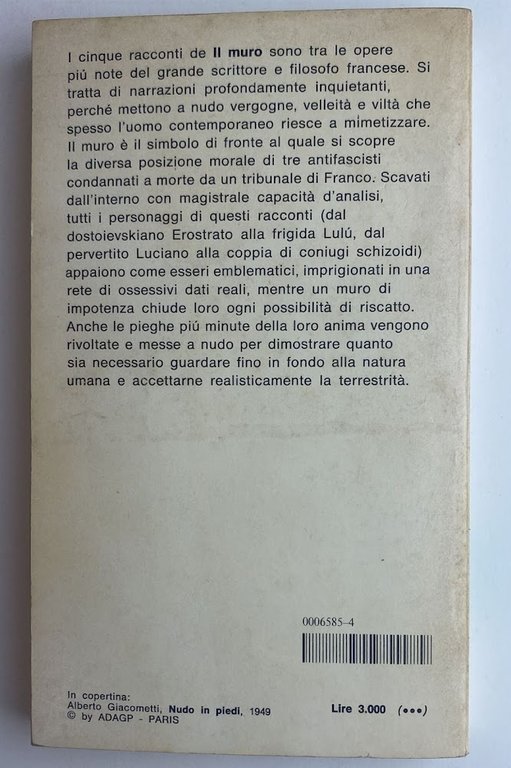 I cinque racconti de Il muro sono tra le opere
piú note del grande scrittore e filosofo francese. Si
tratta di narrazioni profondamente inquietanti,
perché mettono a nudo vergogne, velleità e viltà che
spesso l'uomo contemporaneo riesce a mimetizzare.
Il muro è il simbolo di fronte al quale si scopre
la diversa posizione morale di tre antifascisti
condannati a morte da un tribunale di Franco. Scavati
dall'interno con magistrale capacità d'analisi,
tutti i personaggi di questi racconti (dal
dostoievskiano Erostrato alla frigida Lulú, dal
pervertito Luciano alla coppia di coniugi schizoidi)
appaiono come esseri emblematici, imprigionati in una
rete di ossessivi dati reali, mentre un muro di
impotenza chiude loro ogni possibilità di riscatto.
Anche le pieghe piú minute della loro anima vengono
rivoltate e messe a nudo per dimostrare quanto
sia necessario guardare fino in fondo alla natura
umana e accettarne realisticamente la terrestrità.
0006585-4
In copertina:
Alberto Giacometti, Nudo in piedi, 1949
© by ADAGP - PARIS
Lire 3.000 (•••)